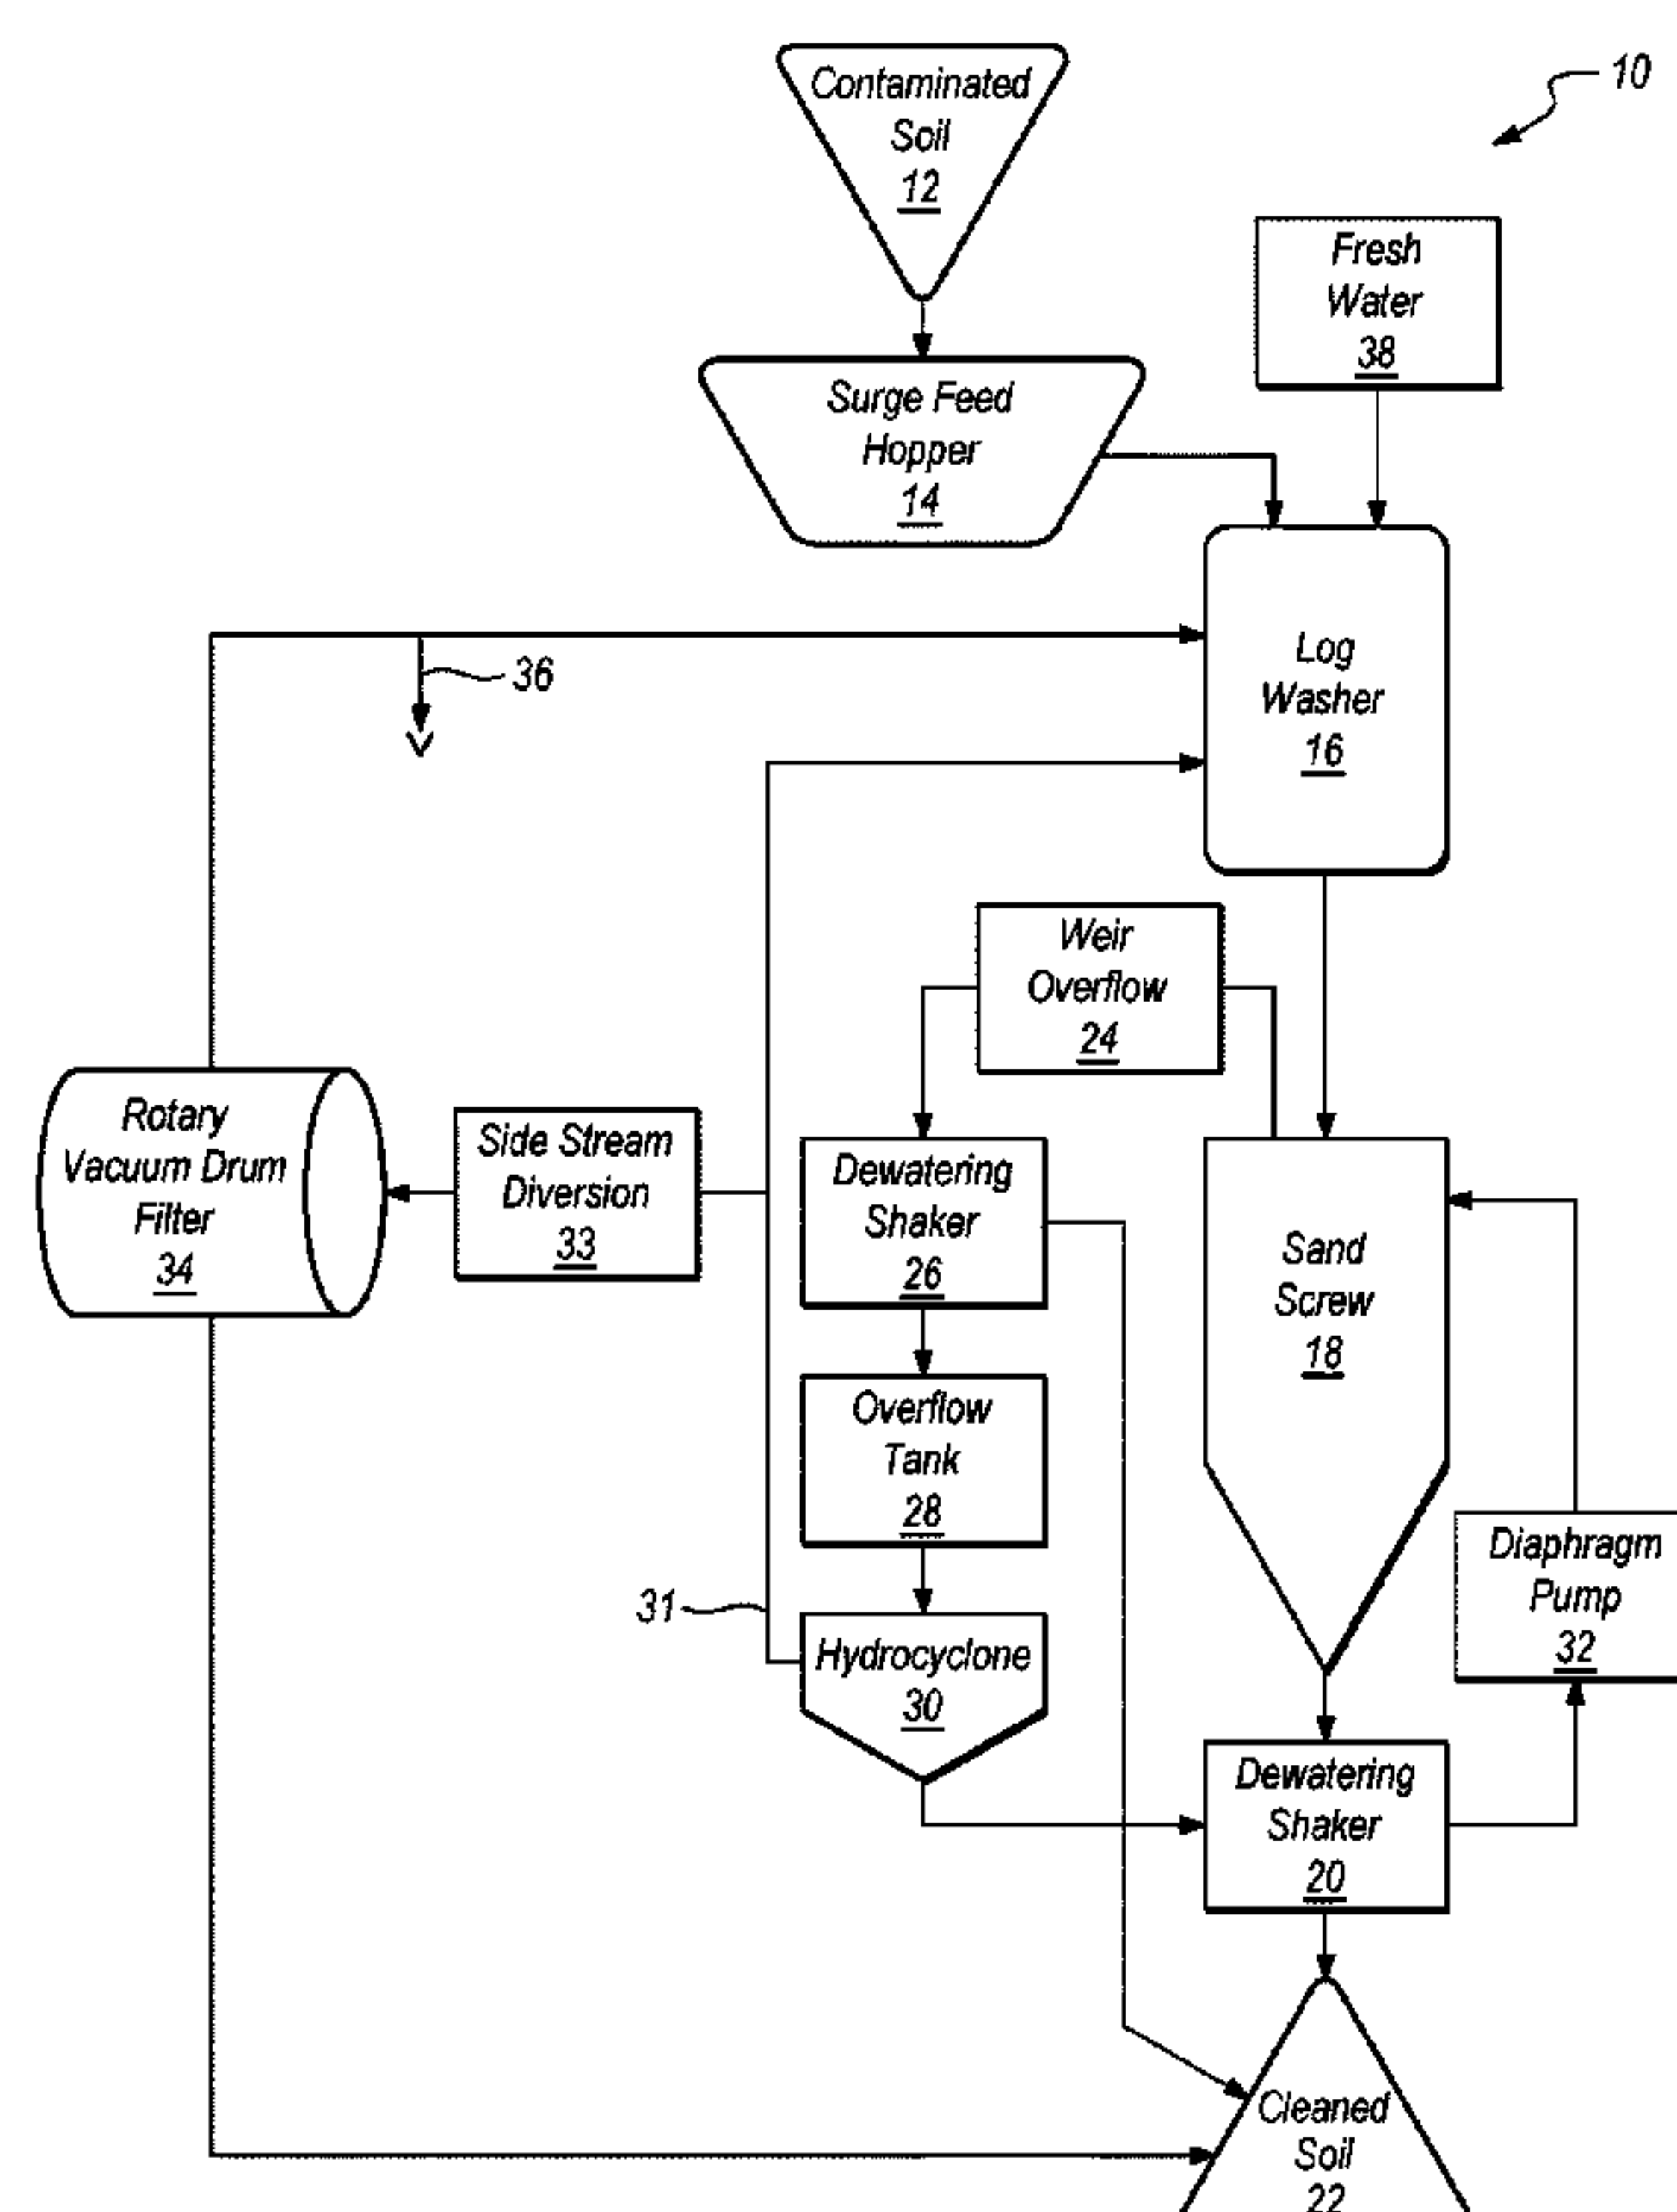 10
Contaminated
Soil
12
Fresh
Water
38
Surge Feed
Hopper
14
36
Log
Washer
16
Weir
Overflow
24
Rotary
Vacuum Drum
Filter
34
Side Stream
Diversion
33
Dewatering
Shaker
26
Sand
Screw
18
Overflow
Tank
28
Diaphragm
Pump
32
31
Hydrocyclone
30
Dewatering
Shaker
20
Cleaned
Soil
22